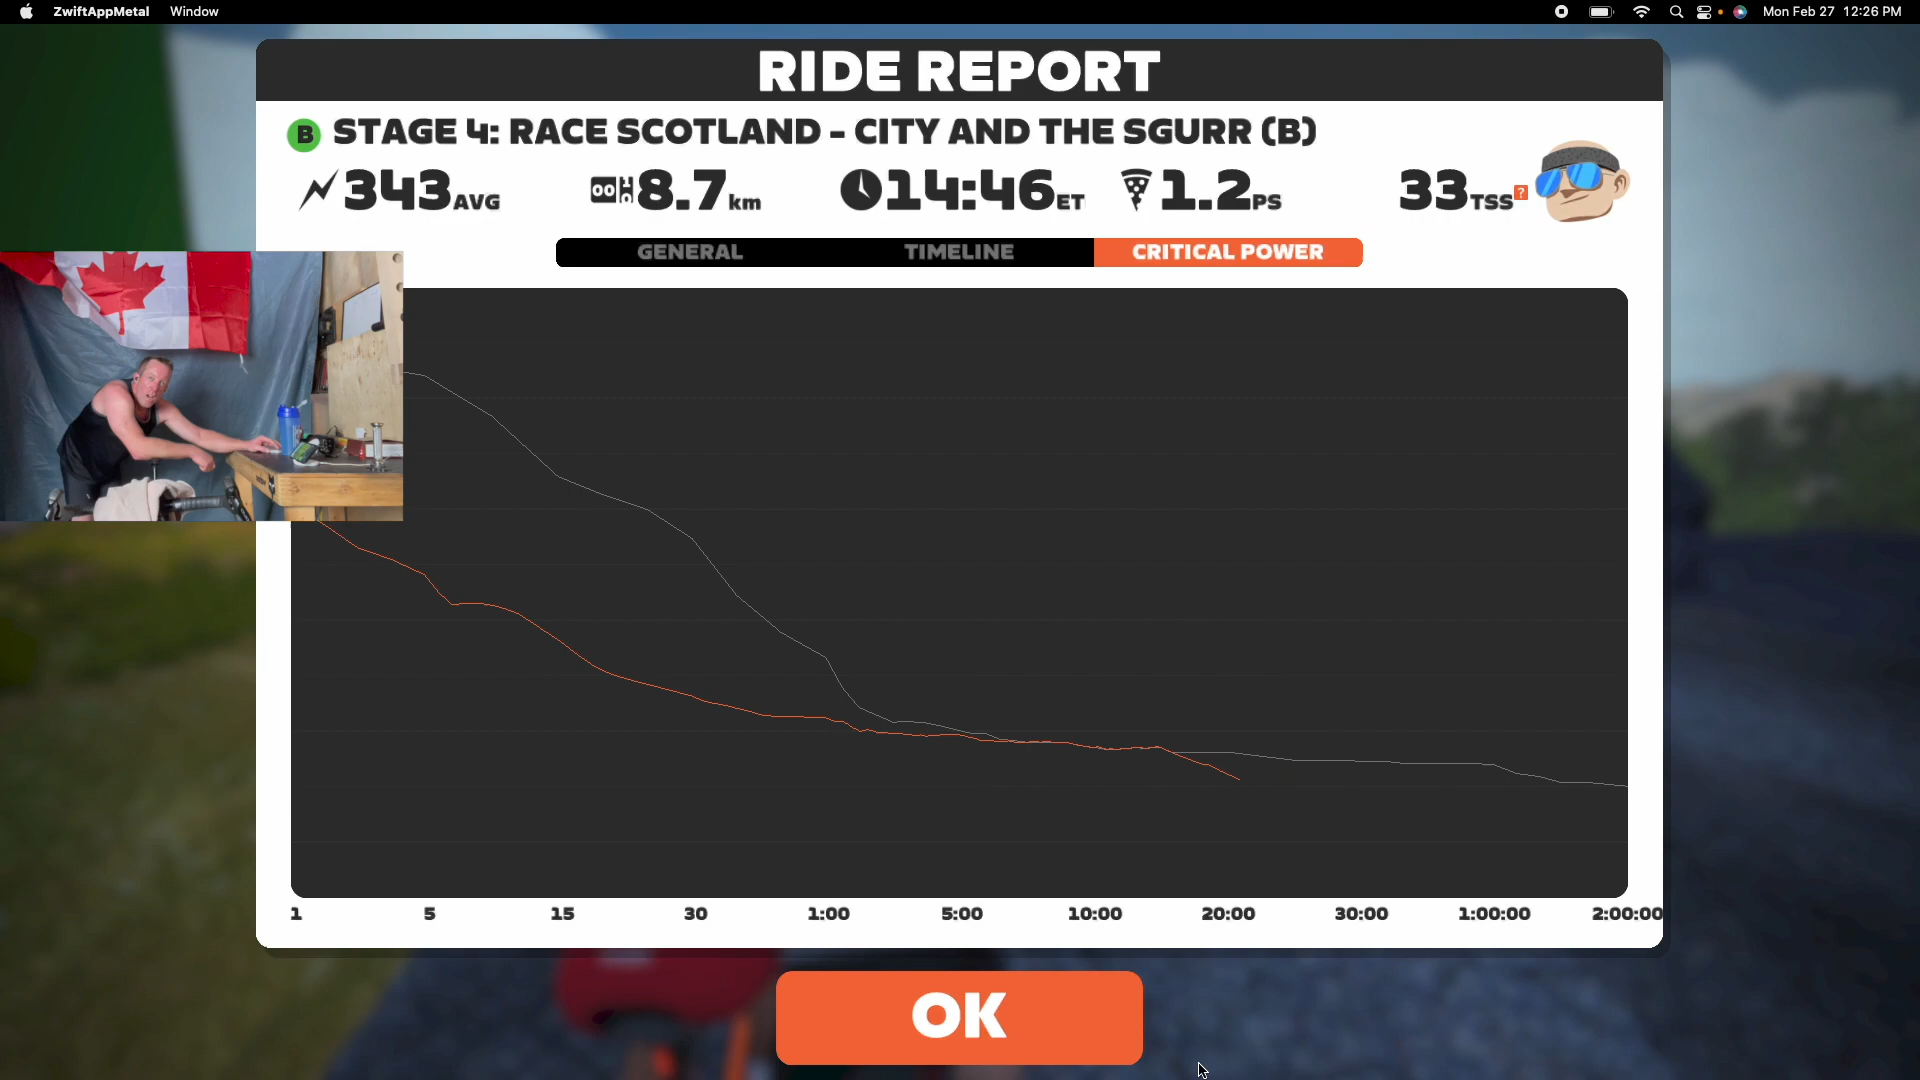 ZwiftAppMetal Window Mon Feb 27 12:26 PM
RIDE REPORT
B STAGE 4: RACE SCOTLAND - CITY AND THE SGURR (B)
343AVG 8.7km 14:46ET 1.2PS 33TSS ?
GENERAL TIMELINE CRITICAL POWER
1 5 15 30 1:00 5:00 10:00 20:00 30:00 1:00:00 2:00:00
OK